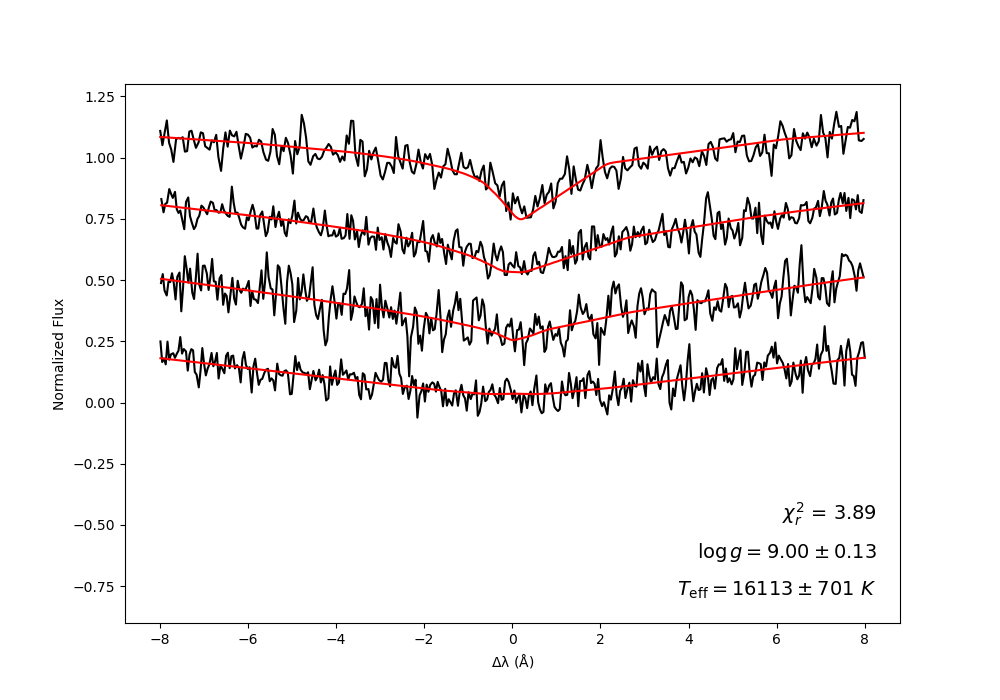 Normalized Flux
1.25
1.00
0.75
0.50
0.25
0.00
−0.25
−0.50
−0.75
χ²ᵣ = 3.89
log g = 9.00 ± 0.13
T_eff = 16113 ± 701 K
−8 −6 −4 −2 0 2 4 6 8
Δλ (Å)